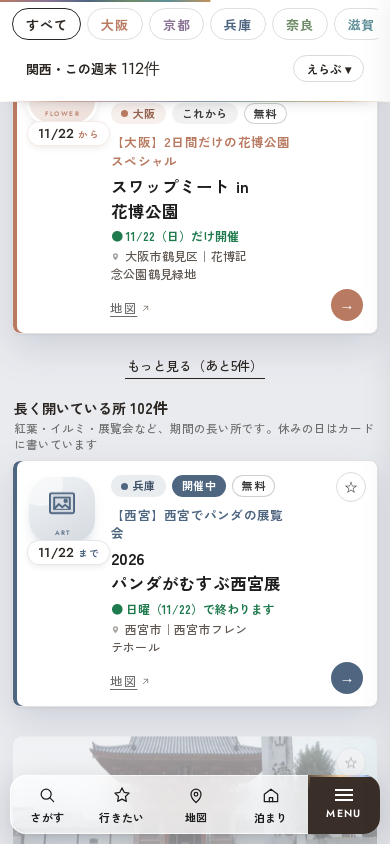 すべて 大阪 京都 兵庫 奈良 滋賀
関西・この週末 112件 えらぶ ▾
FLOWER
11/22 から
大阪 これから 無料
【大阪】2日間だけの花博公園
スペシャル
スワップミート in
花博公園
11/22（日）だけ開催
大阪市鶴見区｜花博記
念公園鶴見緑地
地図 ↗
→
もっと見る（あと5件）
長く開いている所 102件
紅葉・イルミ・展覧会など、期間の長い所です。休みの日はカード
に書いています
兵庫 開催中 無料 ☆
ART
11/22 まで
【西宮】西宮でパンダの展覧
会
2026
パンダがむすぶ西宮展
日曜（11/22）で終わります
西宮市｜西宮市フレン
テホール
地図 ↗
→
☆
さがす 行きたい 地図 泊まり MENU